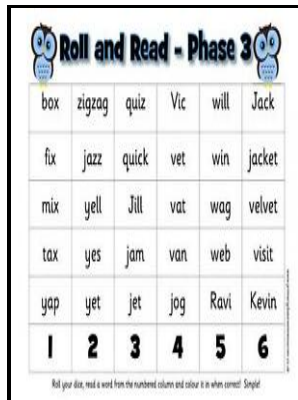 Roll and Read - Phase 3
box zigzag quiz Vic will Jack
fix jazz quick vet win jacket
mix yell Jill vat wag velvet
tax yes jam van web visit
yap yet jet jog Ravi Kevin
1 2 3 4 5 6
Roll your dice, read a word from the numbered column and colour it in when correct! Simple!